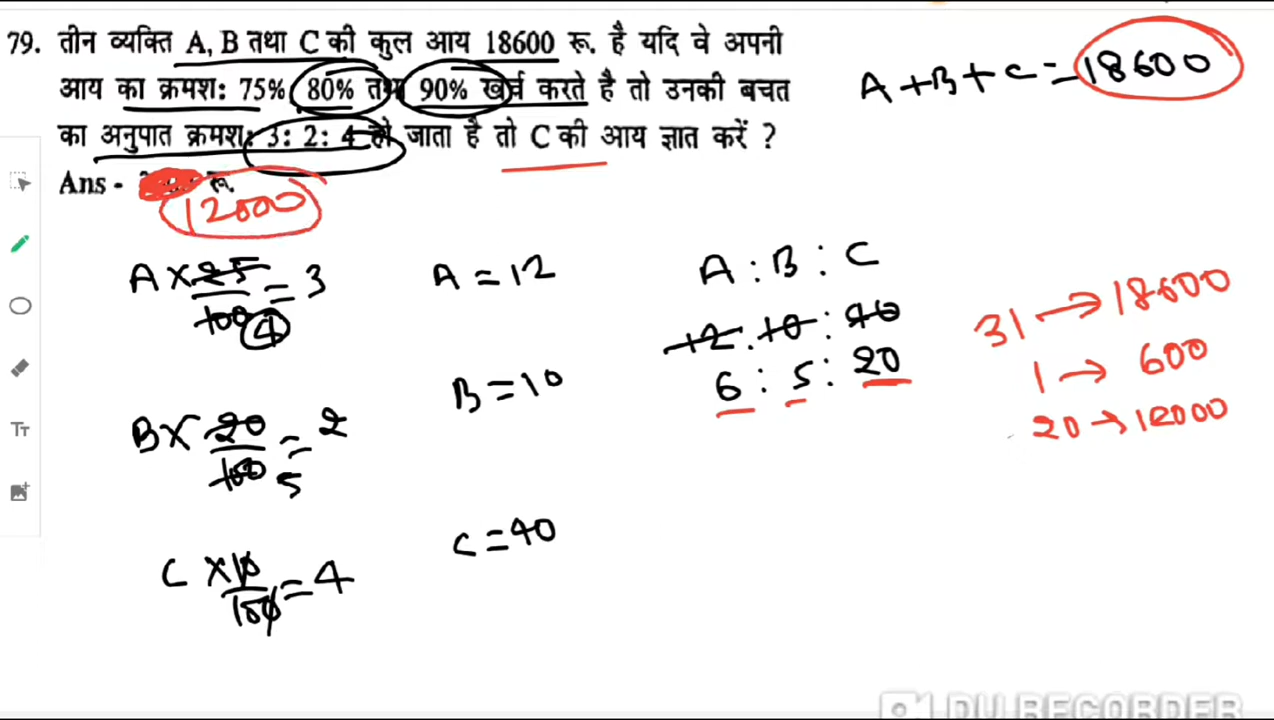 79. तीन व्यक्ति A, B तथा C की कुल आय 18600 रू. है यदि वे अपनी
आय का क्रमश: 75% 80% तथा 90% खर्च करते है तो उनकी बचत
का अनुपात क्रमश: 3: 2: 4 हो जाता है तो C की आय ज्ञात करें ?
Ans - रू.
12000
A+B+C=18600
A×25/100=3
4
A=12
A:B:C
12:10:40
6:5:20
31→18600
1→600
20→12000
B×20/100=2
5
B=10
C×10/100=4
C=40
DU RECORDER